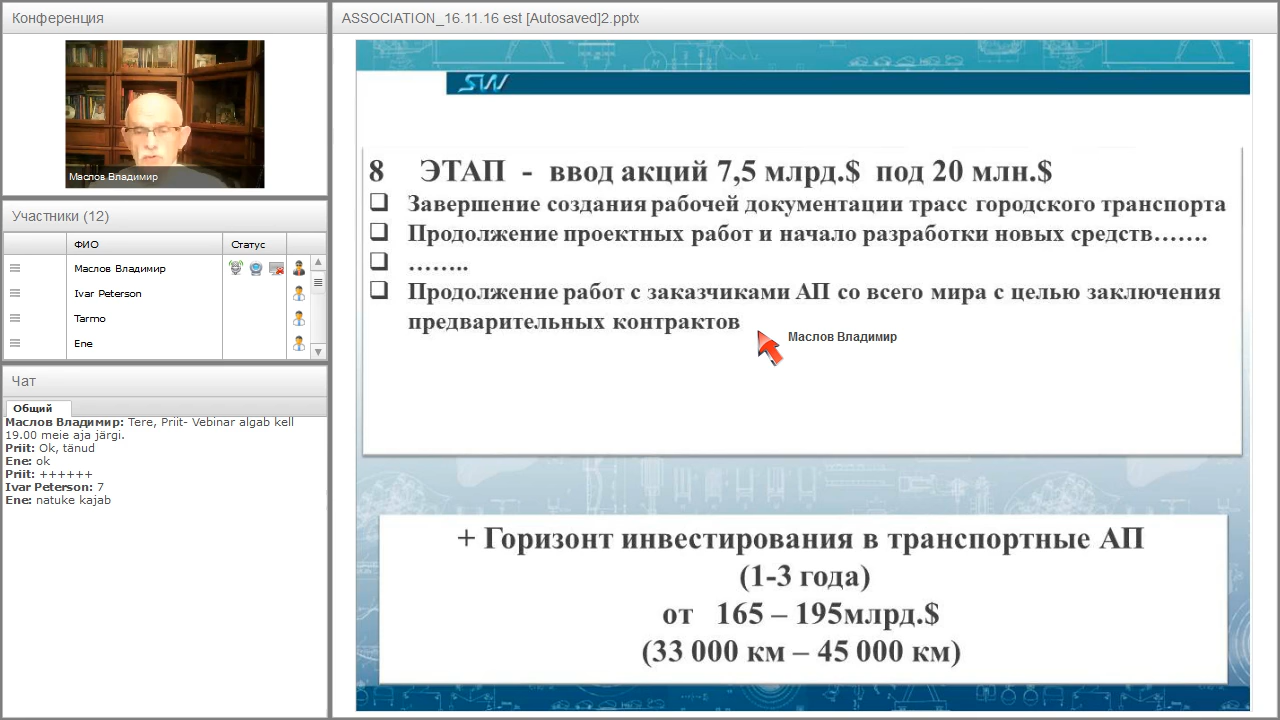 Конференция
Маслов Владимир
Участники (12)
ФИО
Статус
Маслов Владимир
Ivar Peterson
Tarmo
Ene
Чат
Общий
Маслов Владимир: Tere, Priit- Vebinar algab kell
19.00 meie aja järgi.
Priit: Ok, tänud
Ene: ok
Priit: ++++++
Ivar Peterson: 7
Ene: natuke kajab
ASSOCIATION_16.11.16 est [Autosaved]2.pptx
SW
8 ЭТАП - ввод акций 7,5 млрд.$ под 20 млн.$
Завершение создания рабочей документации трасс городского транспорта
Продолжение проектных работ и начало разработки новых средств…….
……..
Продолжение работ с заказчиками АП со всего мира с целью заключения
предварительных контрактов
Маслов Владимир
+ Горизонт инвестирования в транспортные АП
(1-3 года)
от 165 – 195млрд.$
(33 000 км – 45 000 км)